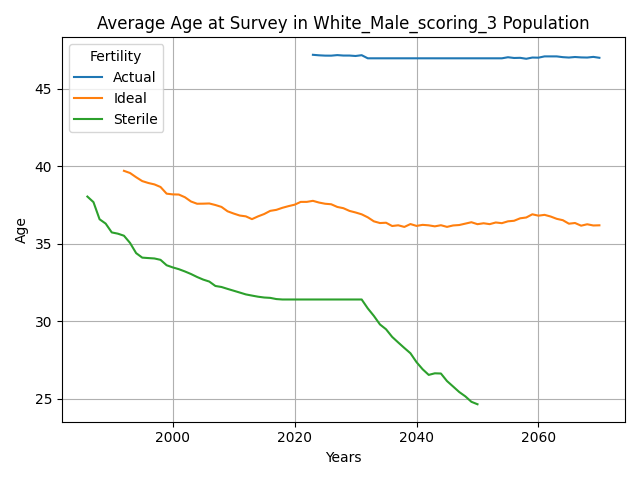 Average Age at Survey in White_Male_scoring_3 Population
Fertility
Actual
Ideal
Sterile
45
40
35
30
25
Age
2000
2020
2040
2060
Years